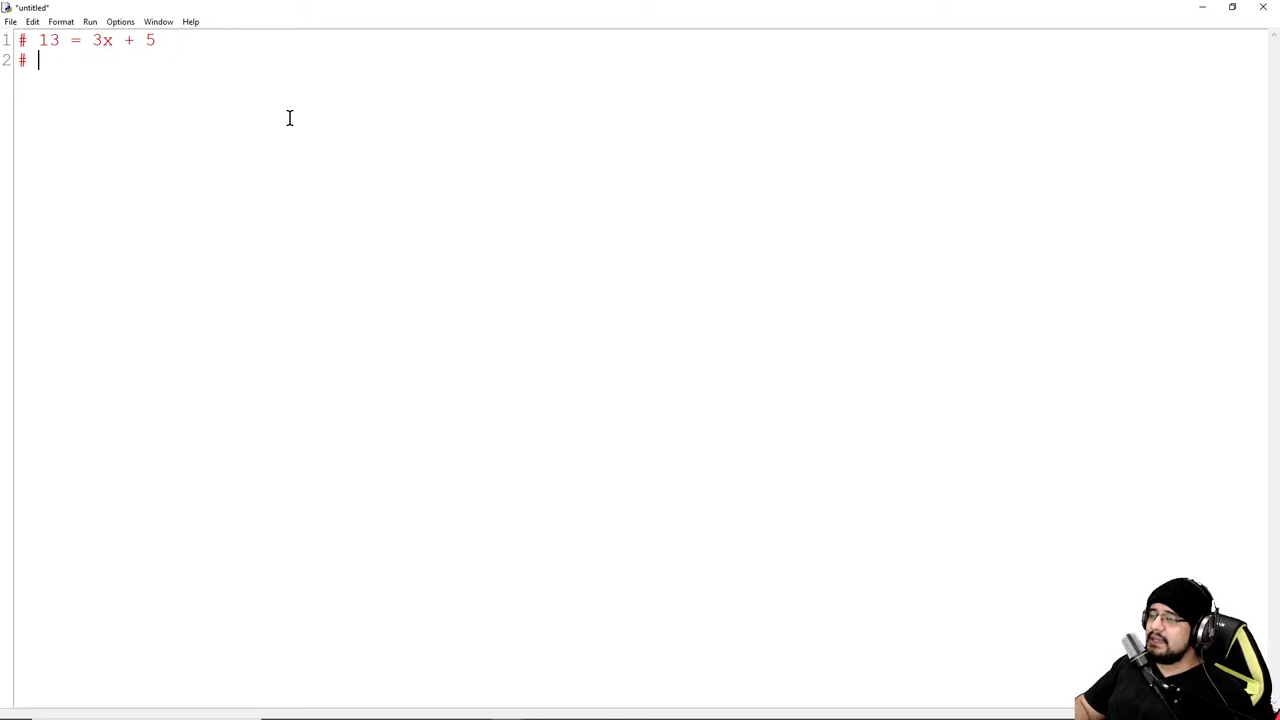 *untitled*
File Edit Format Run Options Window Help
1 # 13 = 3x + 5
2 #